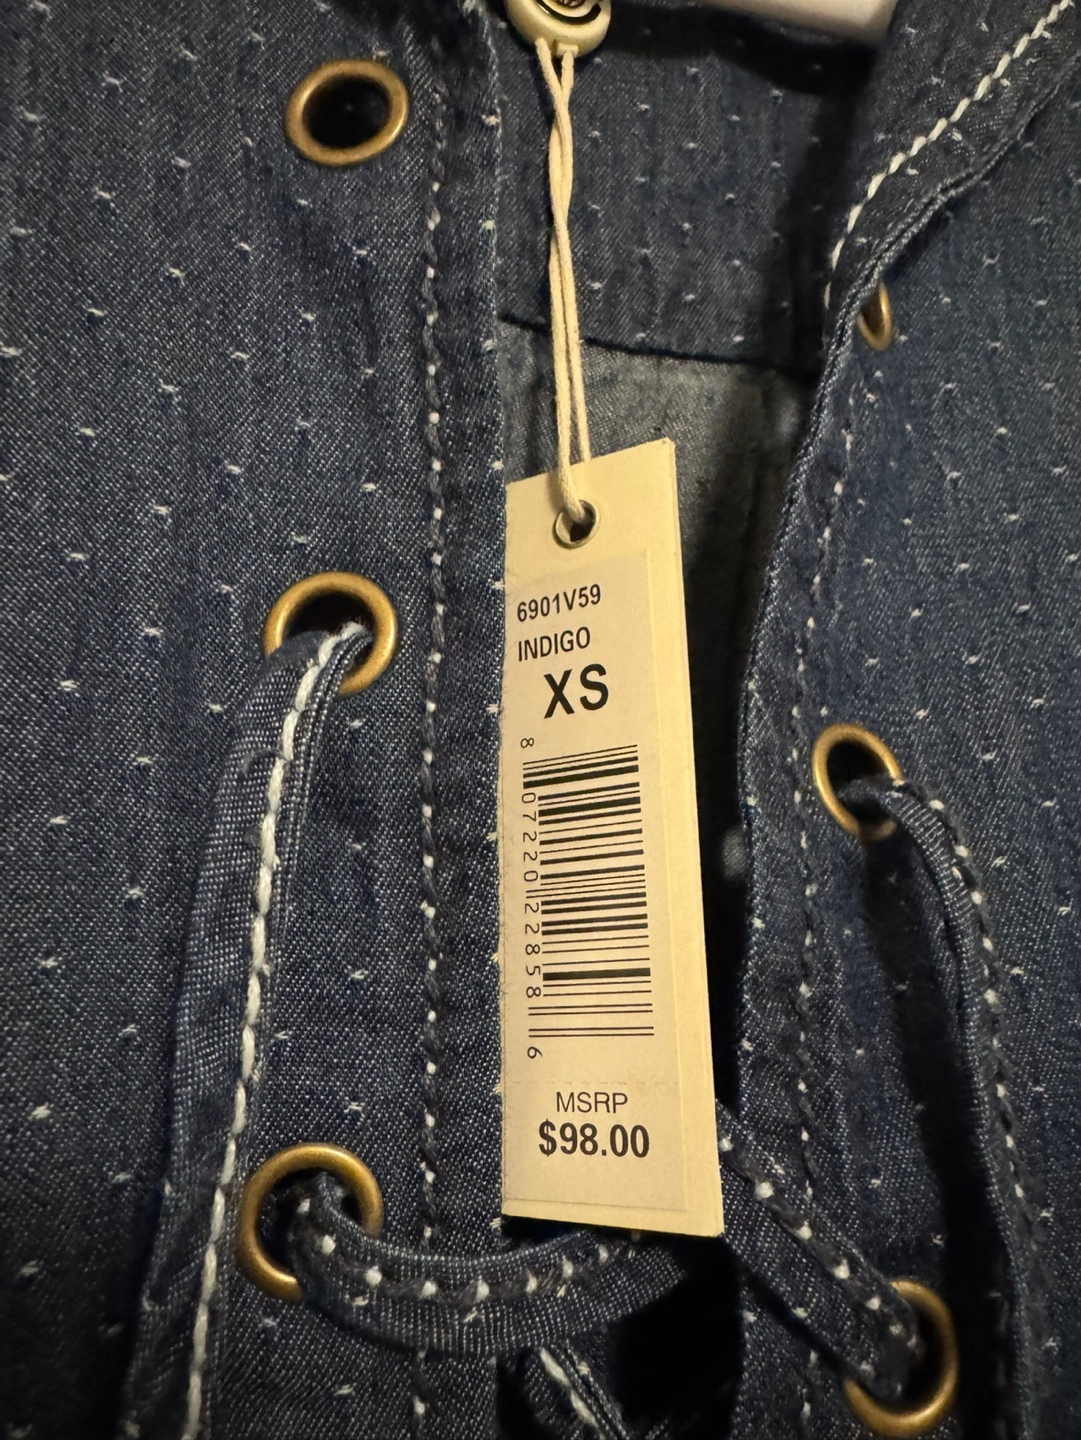 6901V59
INDIGO
XS
8 07220 22858 6
MSRP
$98.00